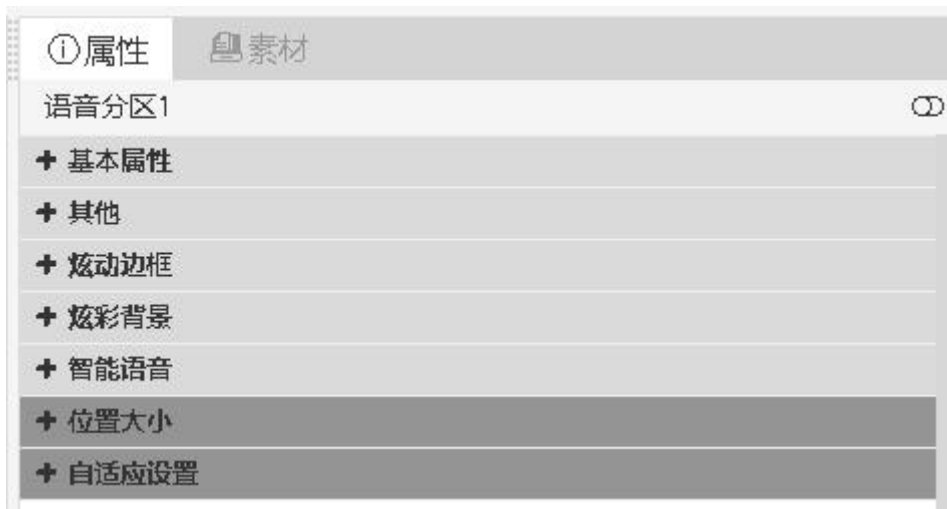 属性 素材
语音分区1
基本属性
其他
炫动边框
炫彩背景
智能语音
位置大小
自适应设置